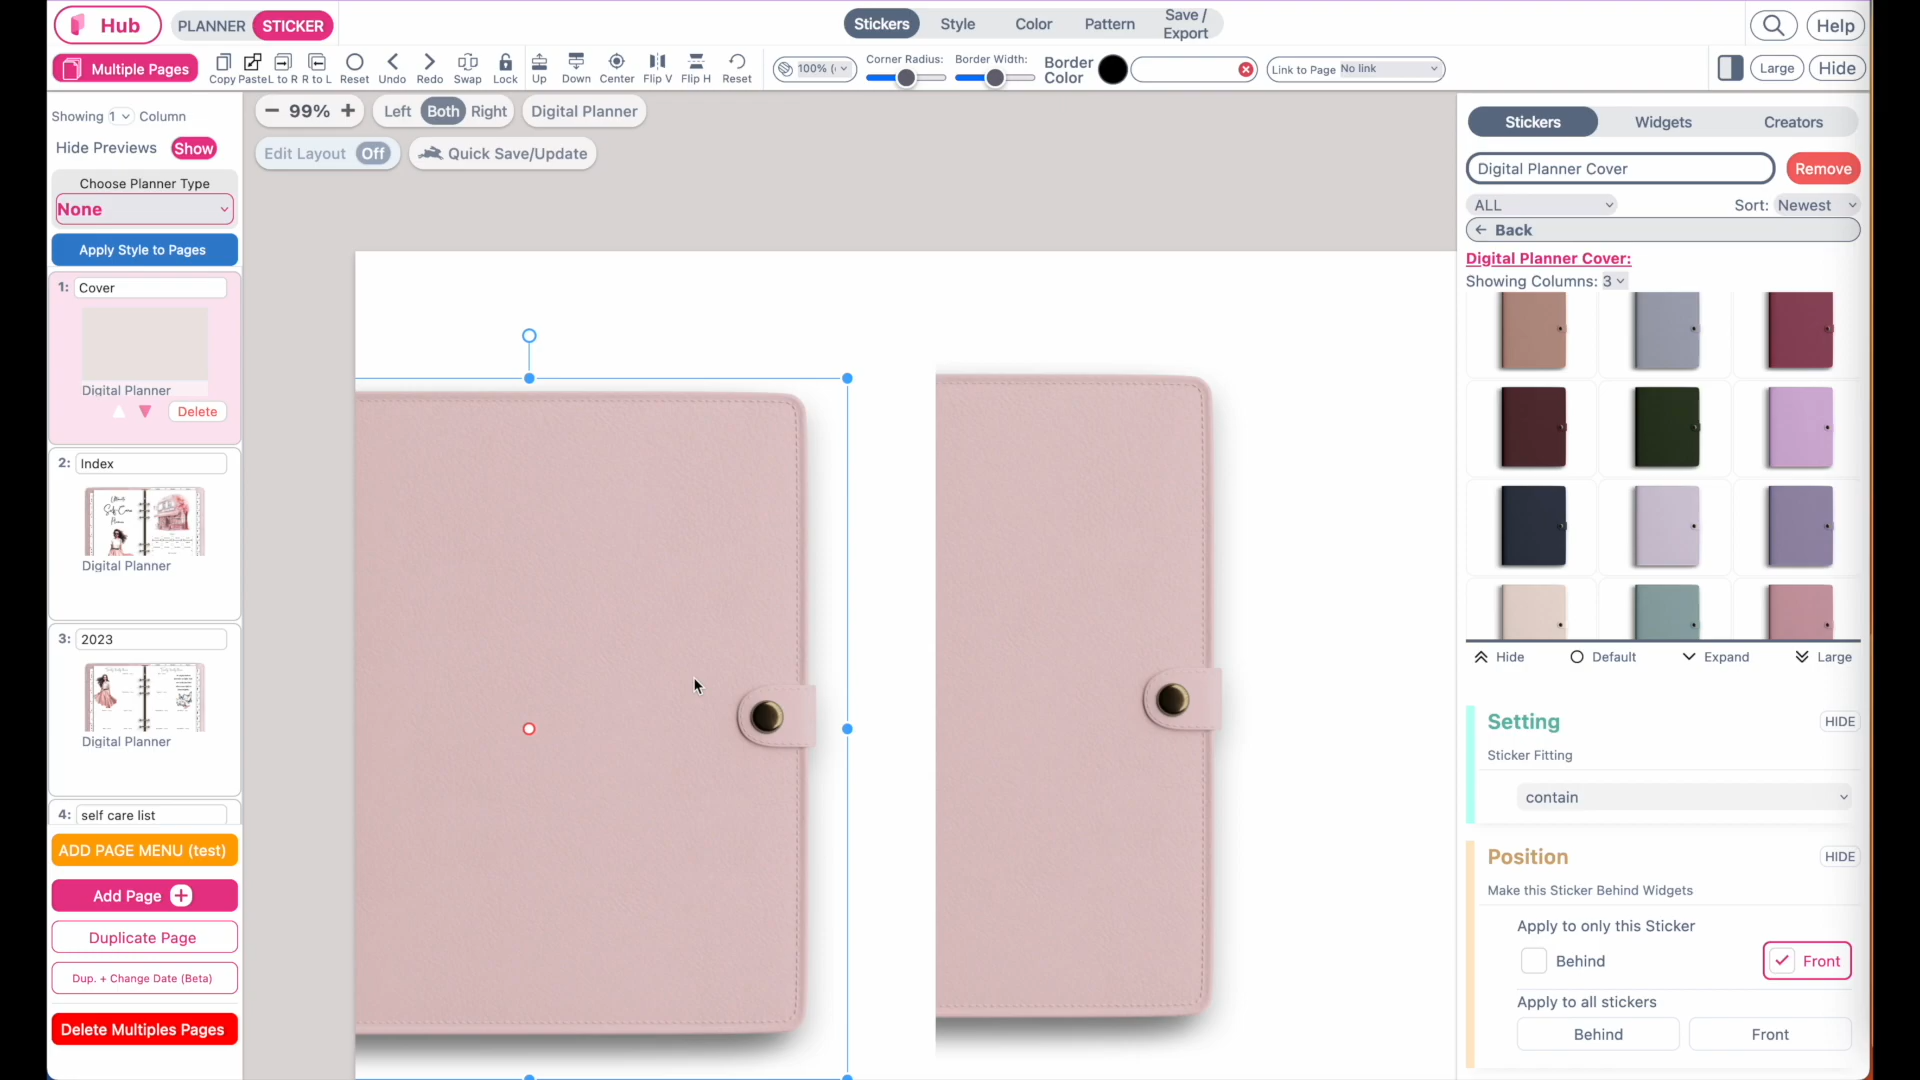 Hub
PLANNER STICKER
Stickers Style Color Pattern Save / Export
Help
Multiple Pages
Copy Paste L to R R to L Reset Undo Redo Swap Lock Up Down Center Flip V Flip H Reset
100% (
Corner Radius: Border Width: Border Color
Link to Page No link
Large Hide
Showing 1 Column
Hide Previews Show
Choose Planner Type
None
Apply Style to Pages
1: Cover
Digital Planner
Delete
2: Index
Digital Planner
3: 2023
Digital Planner
4: self care list
ADD PAGE MENU (test)
Add Page +
Duplicate Page
Dup. + Change Date (Beta)
Delete Multiples Pages
− 99% +
Left Both Right
Digital Planner
Edit Layout Off
Quick Save/Update
Stickers Widgets Creators
Digital Planner Cover
Remove
ALL
Sort: Newest
← Back
Digital Planner Cover:
Showing Columns: 3
Hide Default Expand Large
Setting
HIDE
Sticker Fitting
contain
Position
HIDE
Make this Sticker Behind Widgets
Apply to only this Sticker
Behind Front
Apply to all stickers
Behind Front